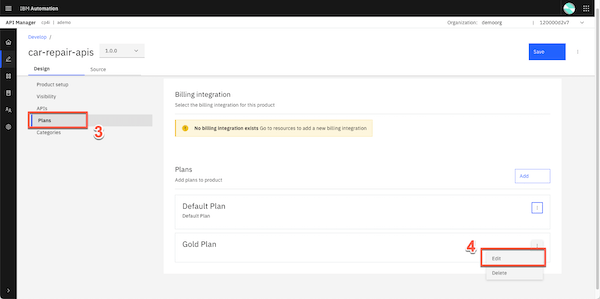 IBM Automation
API Manager cp4i / admin Organization: demoorg 120000d2v7
Develop /
car-repair-apis 1.0.0 Save
Design Source
Product setup
Visibility
APIs
Plans
Categories
3
Billing integration
Select the billing integration for this product
No billing integration exists Go to resources to add a new billing integration
Plans
Add plans to product
Add
Default Plan
Default Plan
Gold Plan
4
Edit
Delete